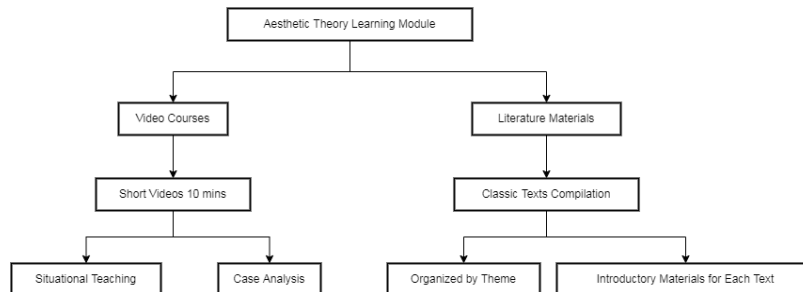 Aesthetic Theory Learning Module
Video Courses
Literature Materials
Short Videos 10 mins
Classic Texts Compilation
Situational Teaching
Case Analysis
Organized by Theme
Introductory Materials for Each Text